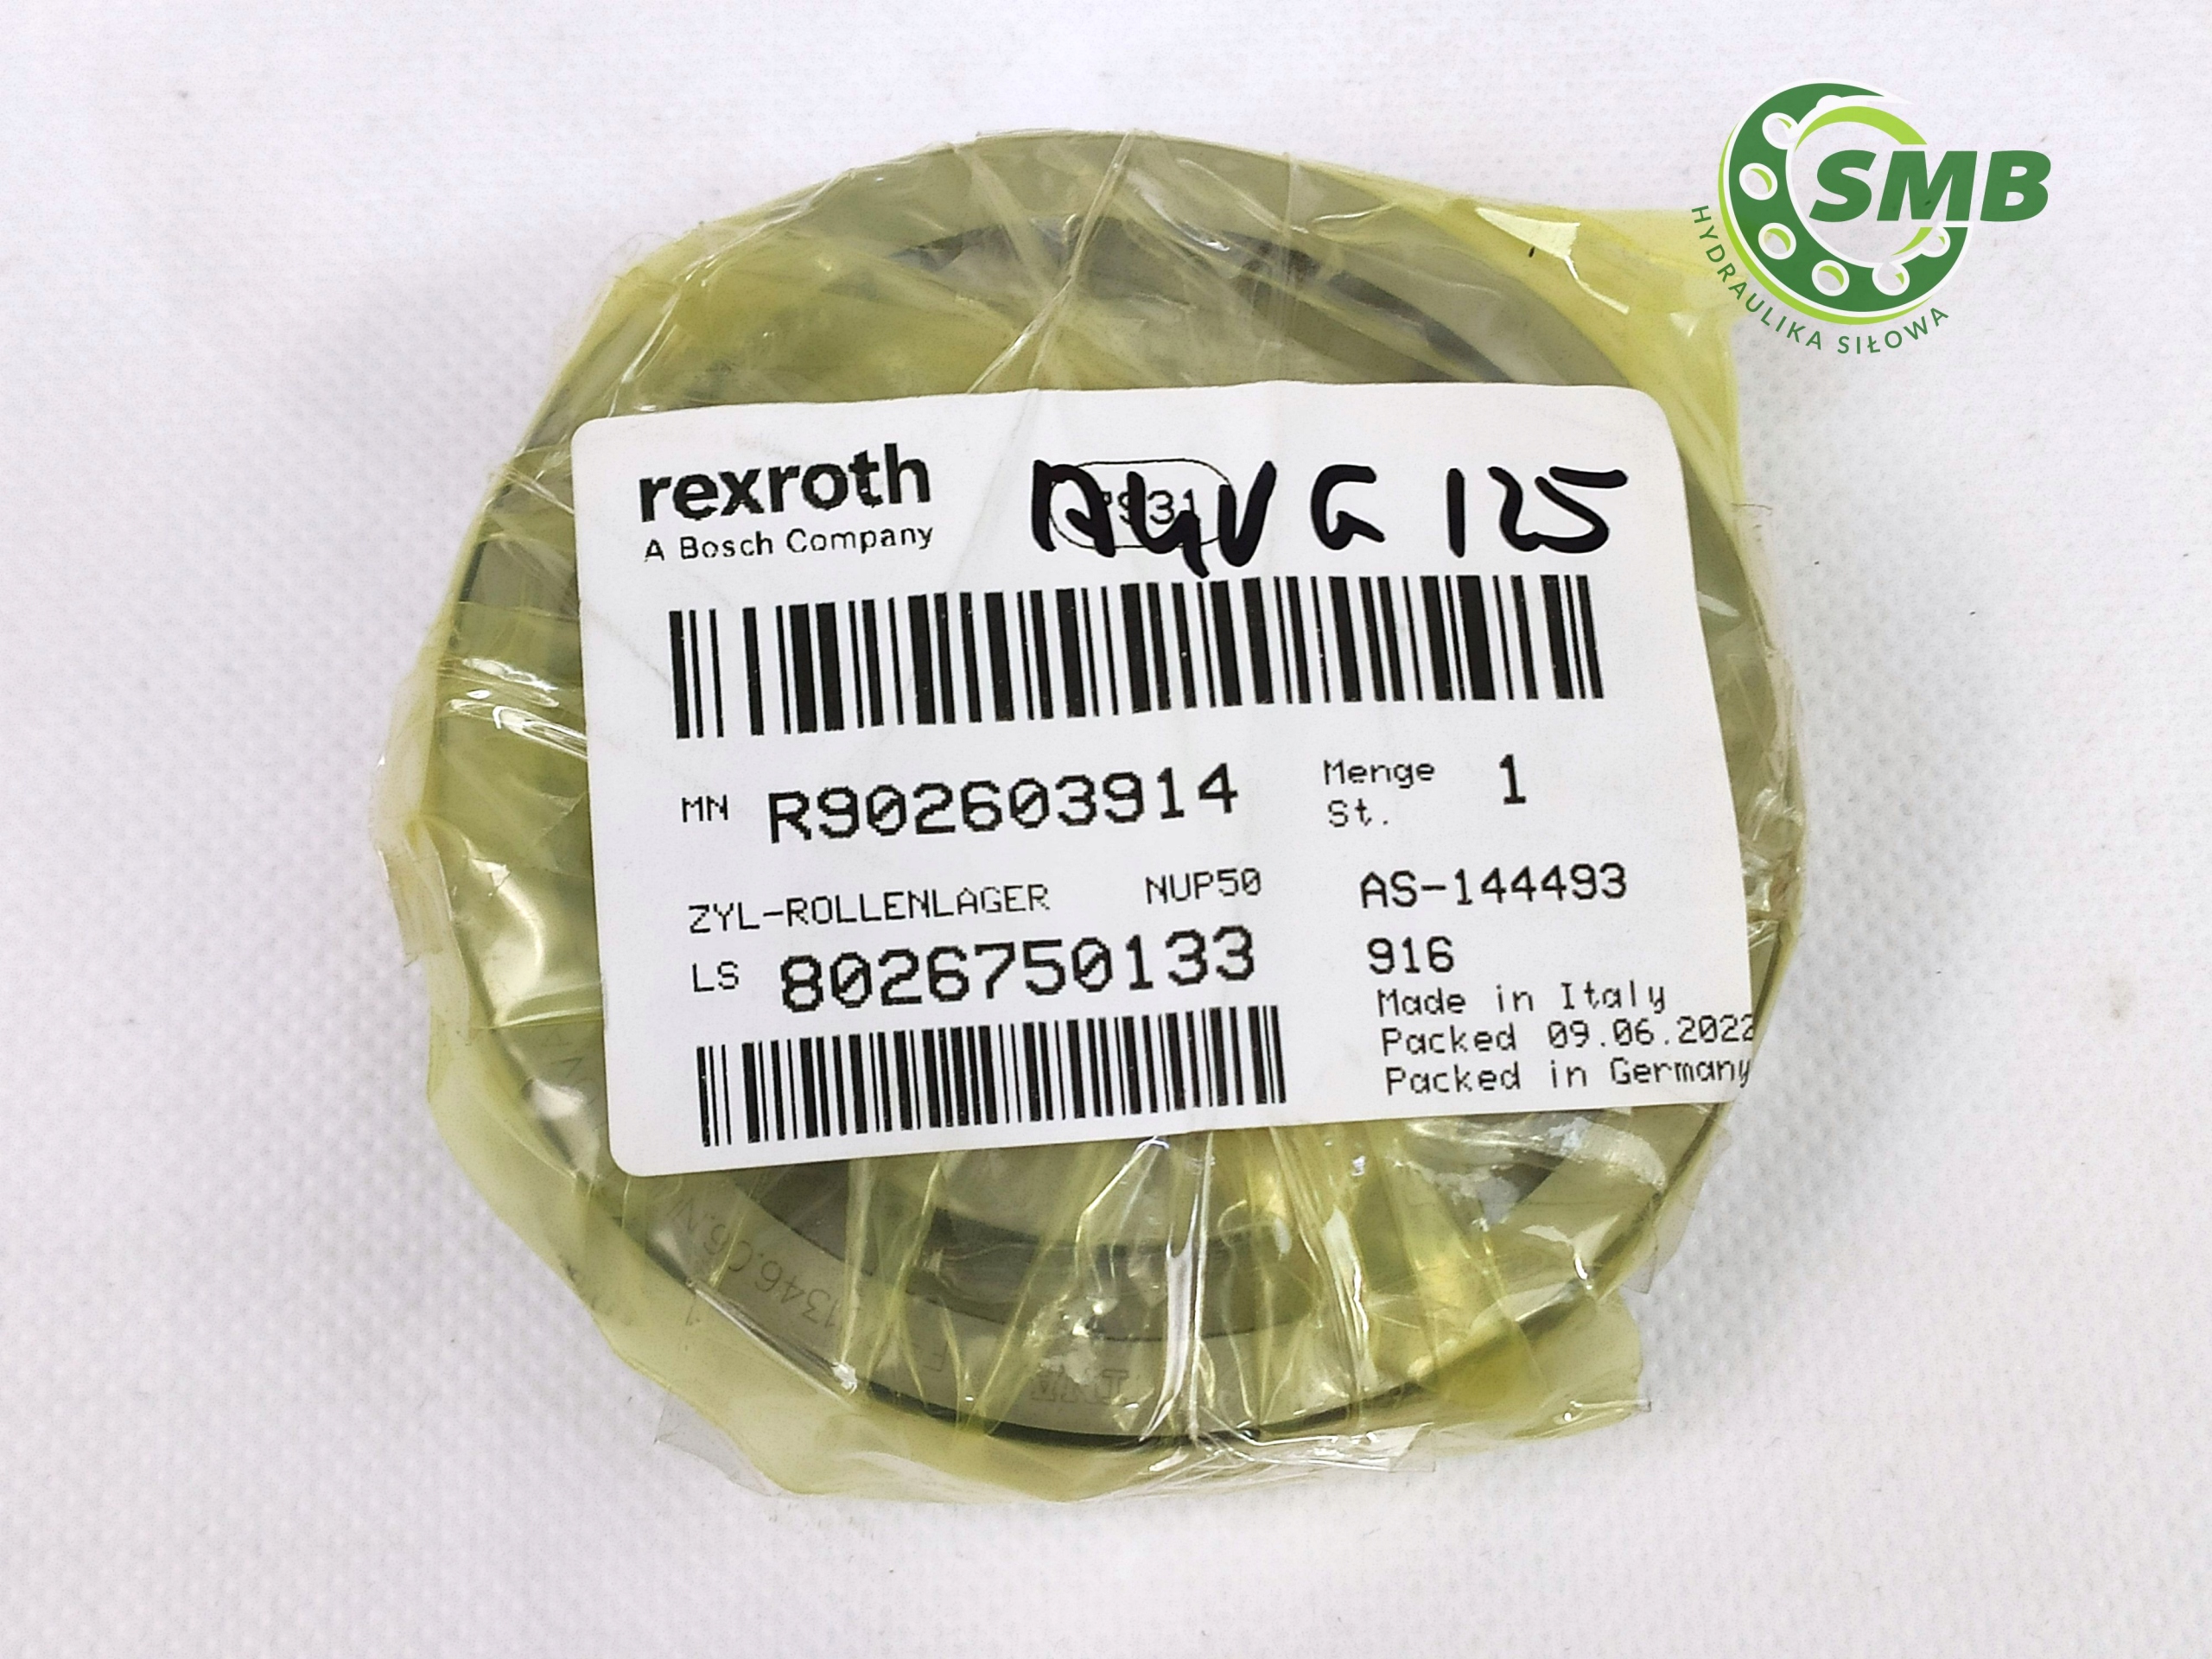 SMB
HYDRAULIKA SIŁOWA
rexroth
A Bosch Company
A4VG 125
MN R902603914
Menge 1
St.
ZYL-ROLLENLAGER NUP50
AS-144493
LS 8026750133
916
Made in Italy
Packed 09.06.2022
Packed in Germany